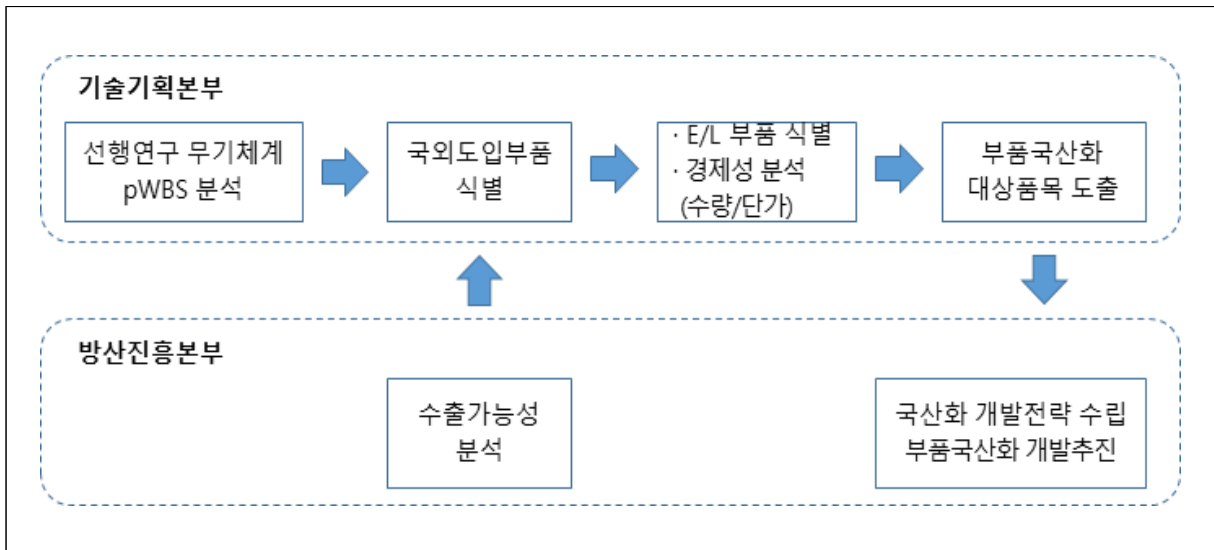 기술기획본부
선행연구 무기체계
pWBS 분석
국외도입부품
식별
· E/L 부품 식별
· 경제성 분석
(수량/단가)
부품국산화
대상품목 도출
방산진흥본부
수출가능성
분석
국산화 개발전략 수립
부품국산화 개발추진